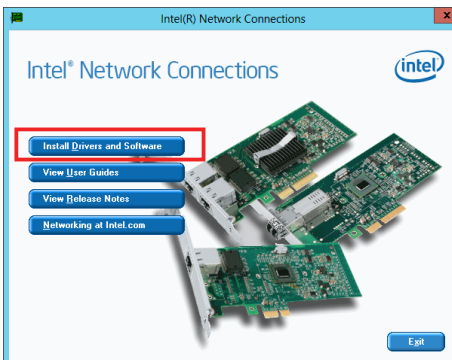 Intel(R) Network Connections
x
Intel® Network Connections
intel
Install Drivers and Software
View User Guides
View Release Notes
Networking at Intel.com
Exit